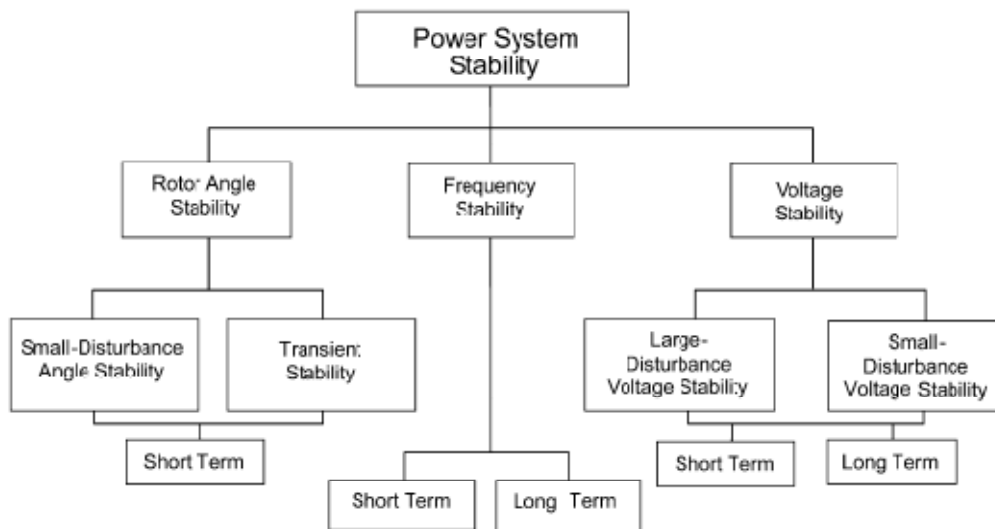 Power System
Stability
Rotor Angle
Stability
Frequency
Stability
Voltage
Stability
Small-Disturbance
Angle Stability
Transient
Stability
Large-
Disturbance
Voltage Stability
Small-
Disturbance
Voltage Stability
Short Term
Short Term
Long Term
Short Term
Long Term